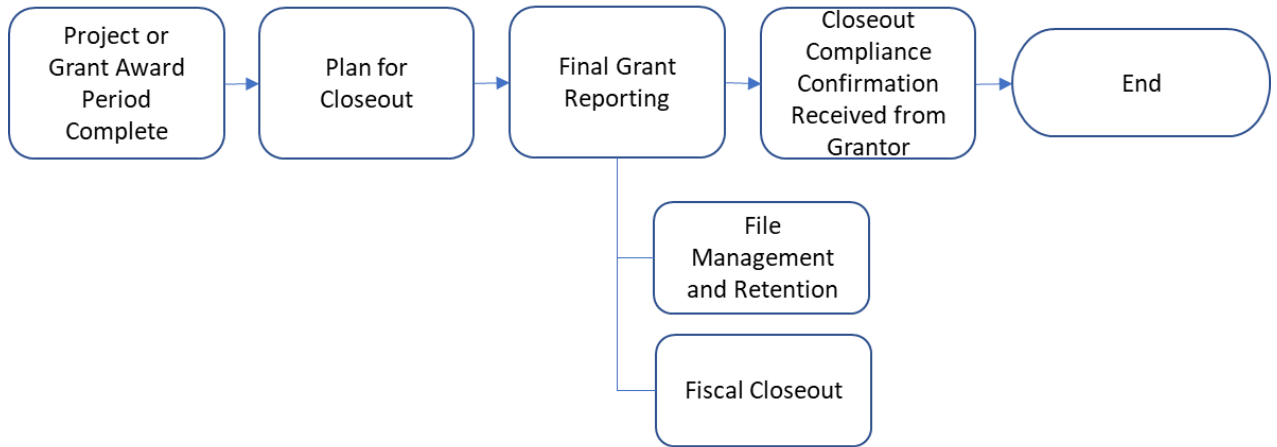 Project or
Grant Award
Period
Complete
Plan for
Closeout
Final Grant
Reporting
Closeout
Compliance
Confirmation
Received from
Grantor
End
File
Management
and Retention
Fiscal Closeout